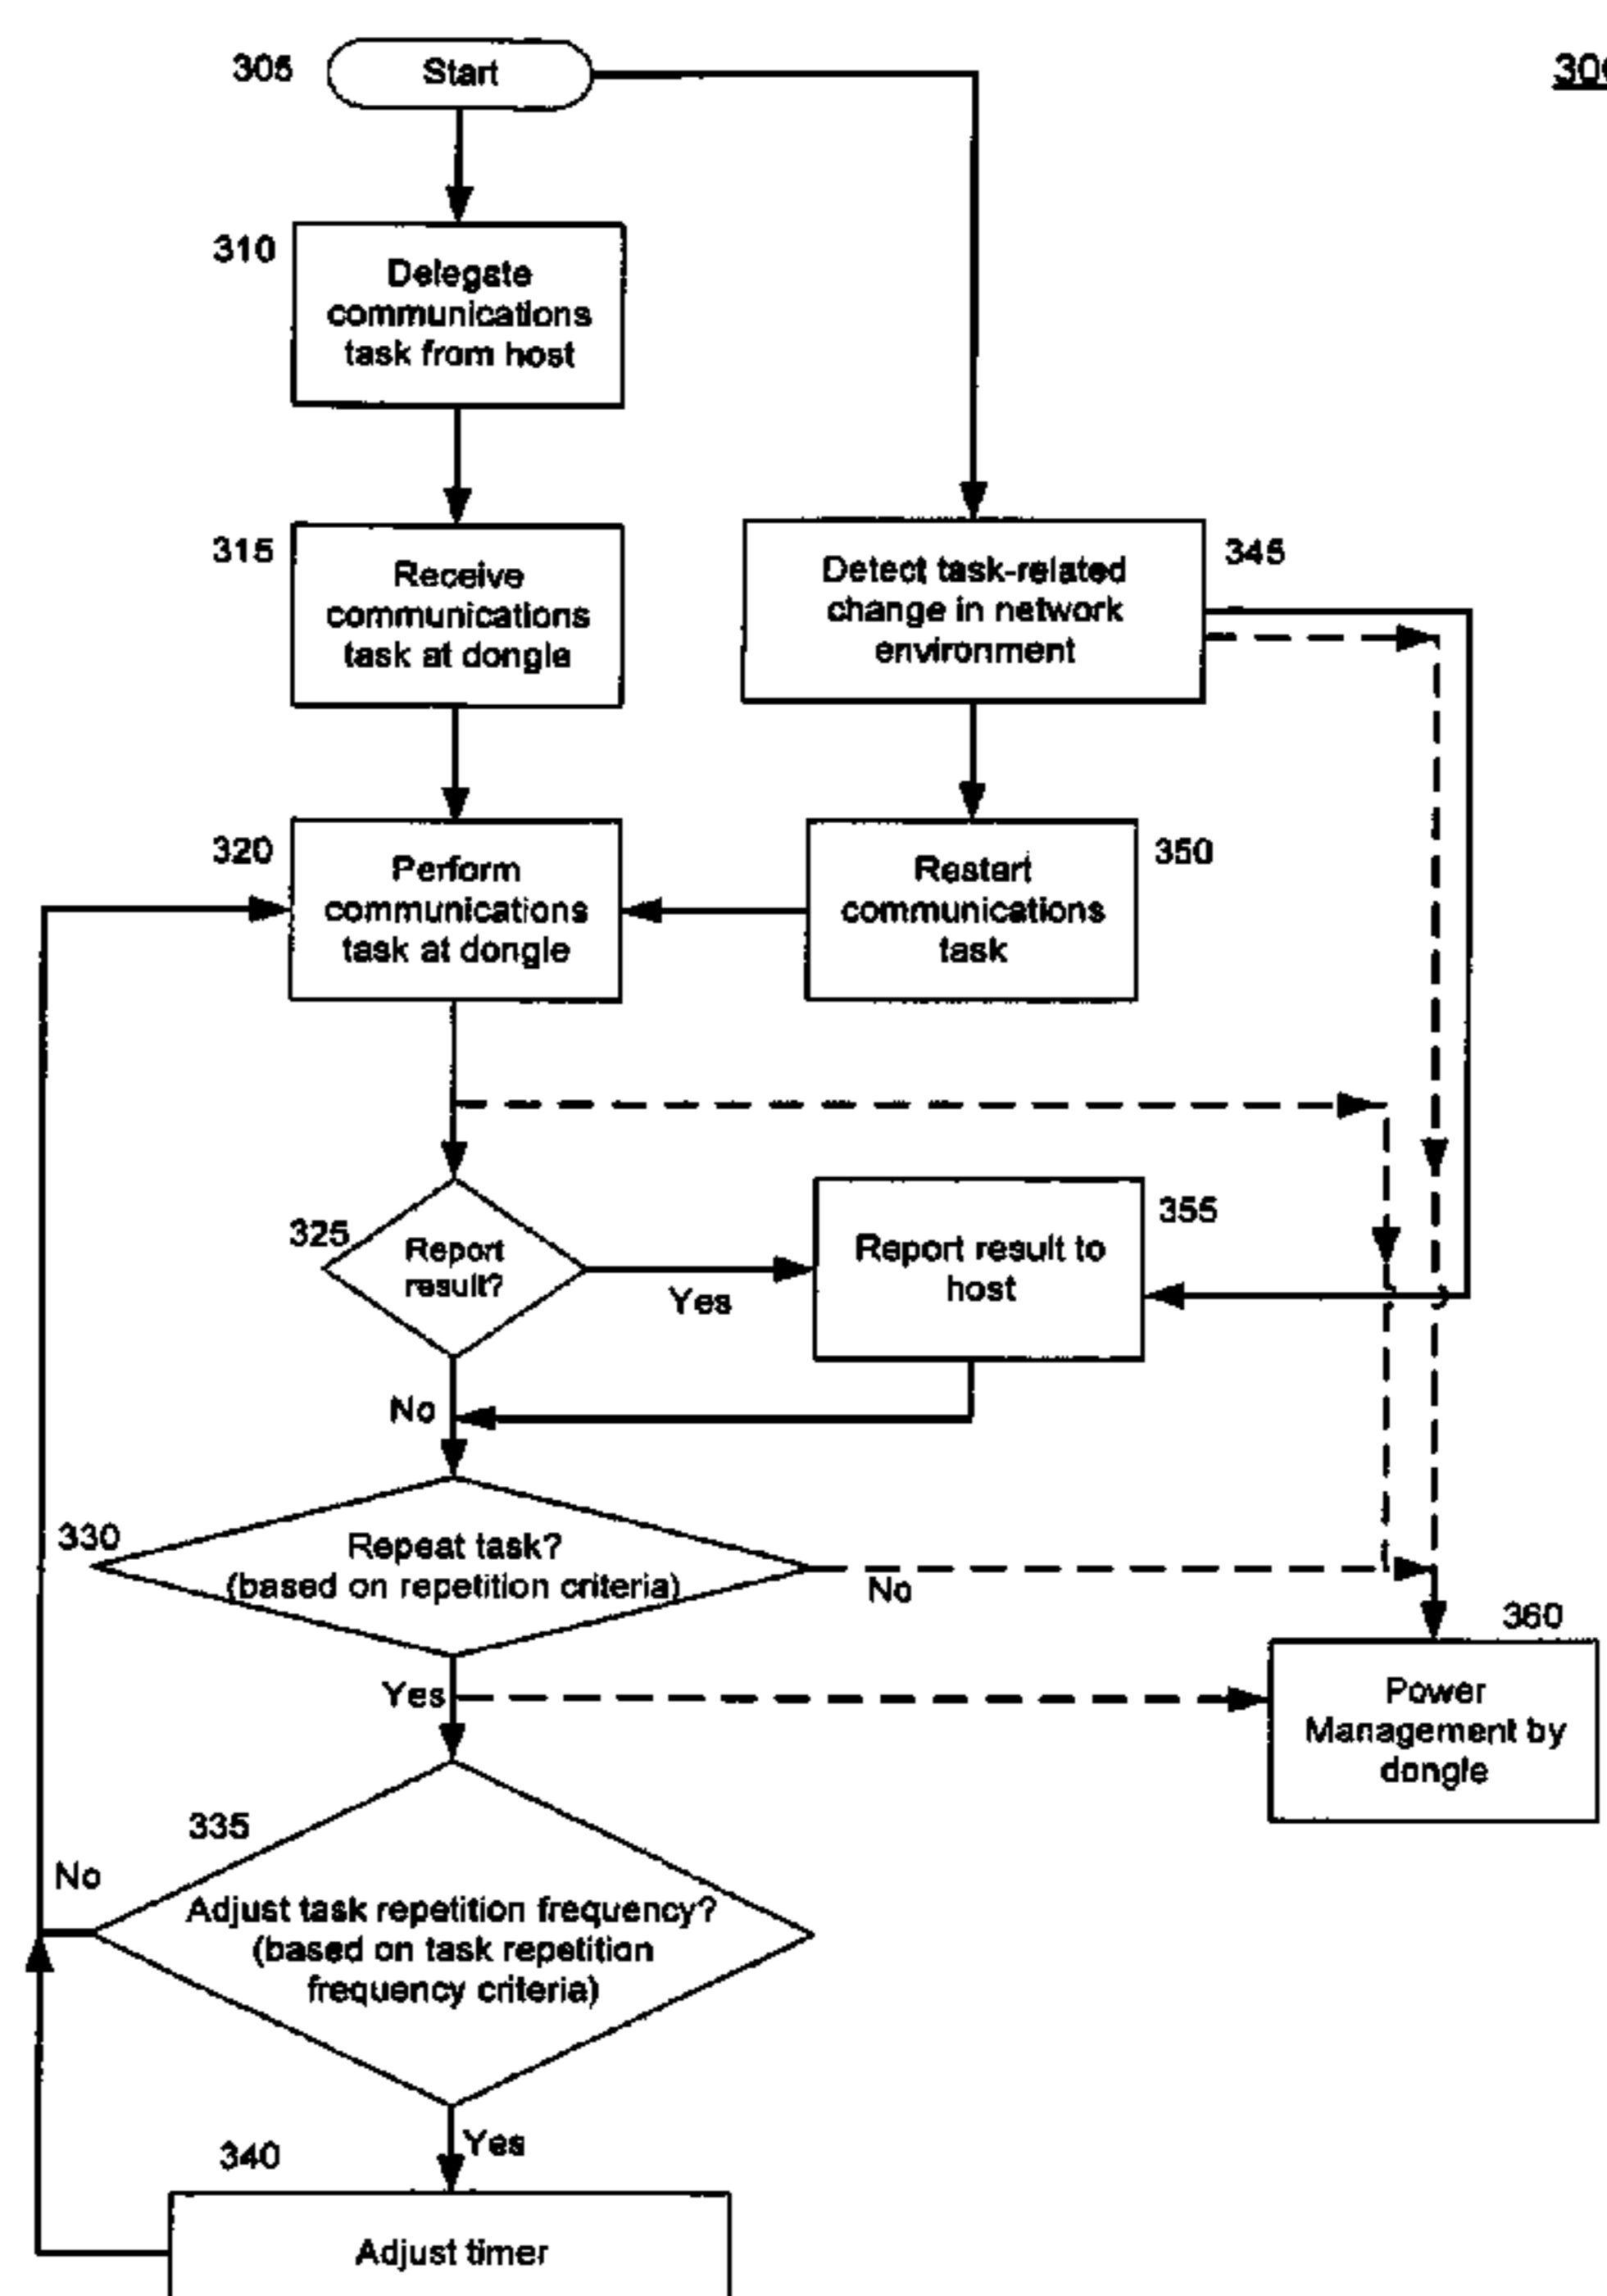 305
Start
310
Delegate
communications
task from host
315
Receive
communications
task at dongle
Detect task-related
change in network
environment
345
320
Perform
communications
task at dongle
Restart
communications
task
350
325
Report
result?
Yes
Report result to
host
355
No
330
Repeat task?
(based on repetition criteria)
No
360
Power
Management by
dongle
Yes
335
No
Adjust task repetition frequency?
(based on task repetition
frequency criteria)
Yes
340
Adjust timer